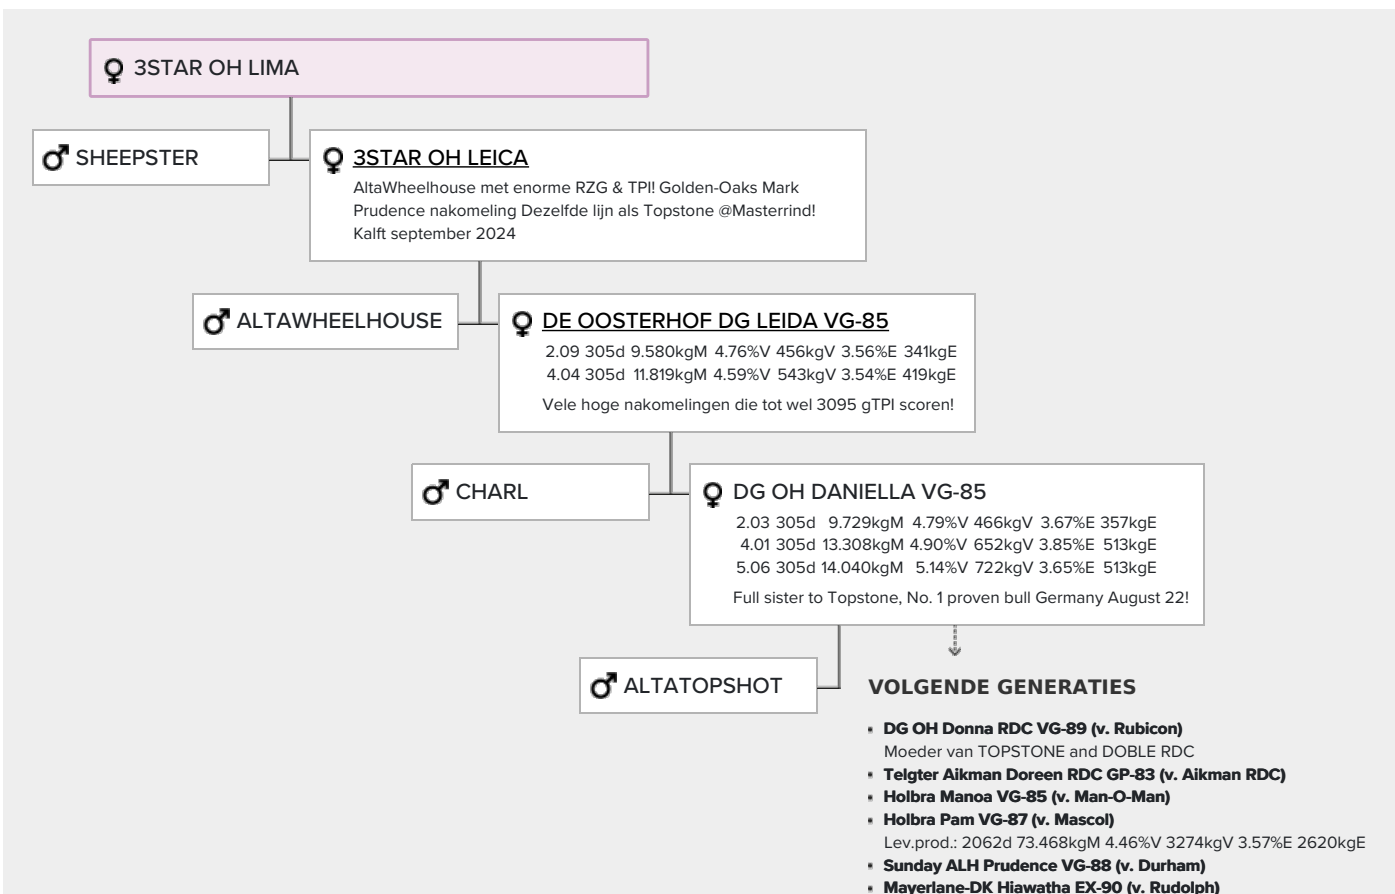 3STAR OH LIMA
SHEEPSTER
3STAR OH LEICA
AltaWheelhouse met enorme RZG & TPI! Golden-Oaks Mark
Prudence nakomeling Dezelfde lijn als Topstone @Masterrind!
Kalft september 2024
ALTAWHEELHOUSE
DE OOSTERHOF DG LEIDA VG-85
2.09 305d 9.580kgM 4.76%V 456kgV 3.56%E 341kgE
4.04 305d 11.819kgM 4.59%V 543kgV 3.54%E 419kgE
Vele hoge nakomelingen die tot wel 3095 gTPI scoren!
CHARL
DG OH DANIELLA VG-85
2.03 305d 9.729kgM 4.79%V 466kgV 3.67%E 357kgE
4.01 305d 13.308kgM 4.90%V 652kgV 3.85%E 513kgE
5.06 305d 14.040kgM 5.14%V 722kgV 3.65%E 513kgE
Full sister to Topstone, No. 1 proven bull Germany August 22!
ALTATOPSHOT
VOLGENDE GENERATIES
DG OH Donna RDC VG-89 (v. Rubicon)
Moeder van TOPSTONE and DOBLE RDC
Telgter Aikman Doreen RDC GP-83 (v. Aikman RDC)
Holbra Manoa VG-85 (v. Man-O-Man)
Holbra Pam VG-87 (v. Mascol)
Lev.prod.: 2062d 73.468kgM 4.46%V 3274kgV 3.57%E 2620kgE
Sunday ALH Prudence VG-88 (v. Durham)
Mayerlane-DK Hiawatha EX-90 (v. Rudolph)